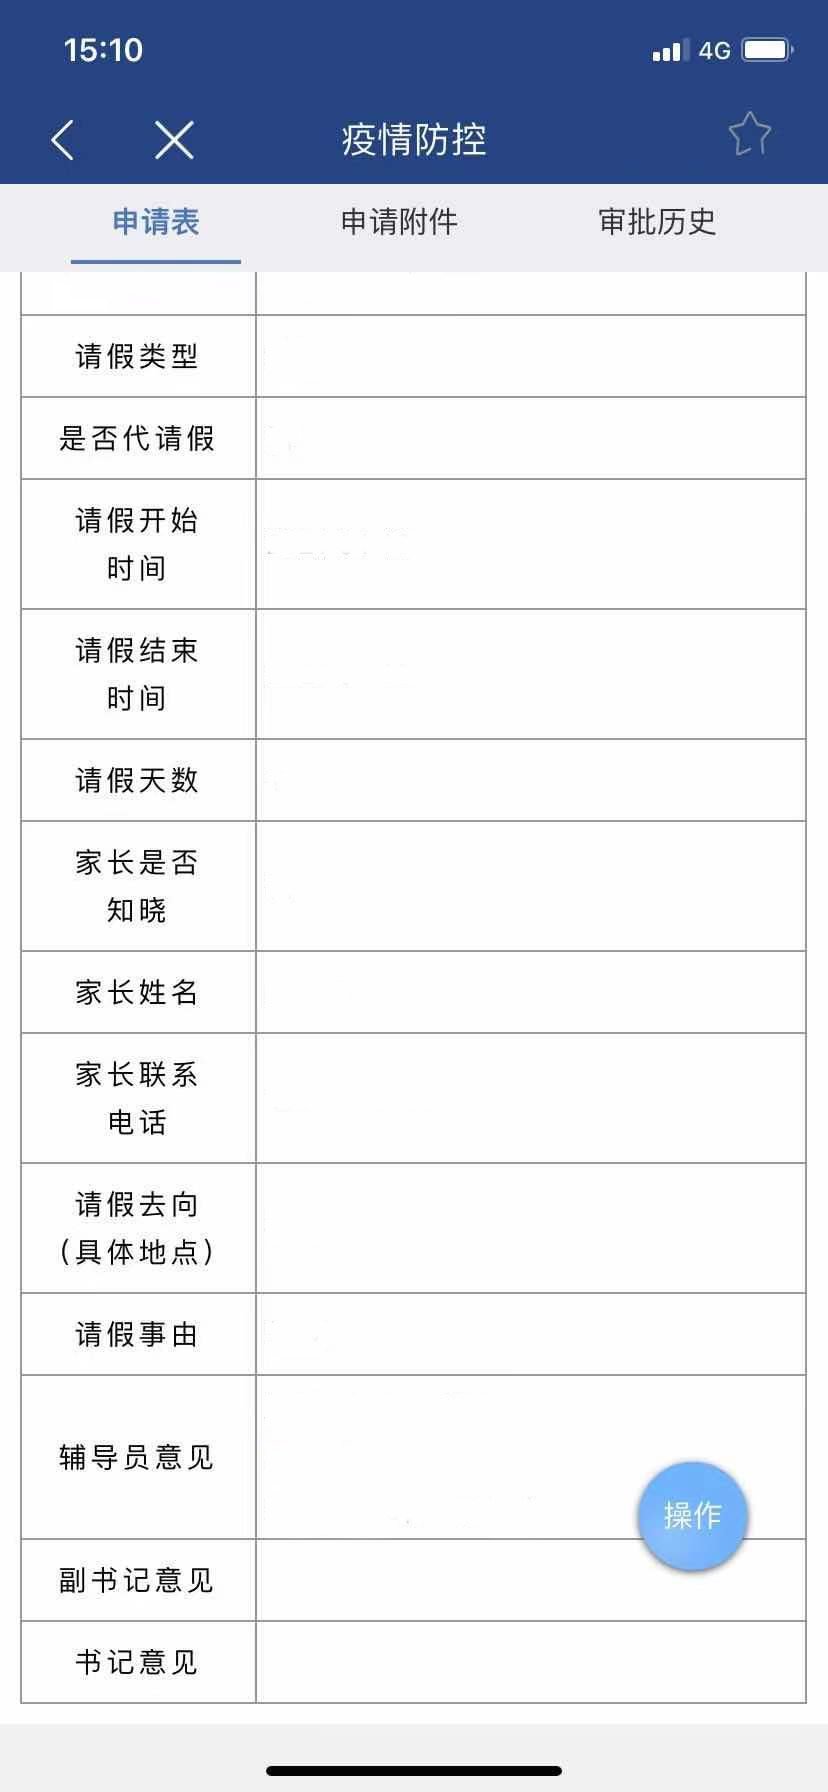 15:10 4G
疫情防控
申请表 申请附件 审批历史
请假类型
是否代请假
请假开始
时间
请假结束
时间
请假天数
家长是否
知晓
家长姓名
家长联系
电话
请假去向
（具体地点）
请假事由
辅导员意见
操作
副书记意见
书记意见